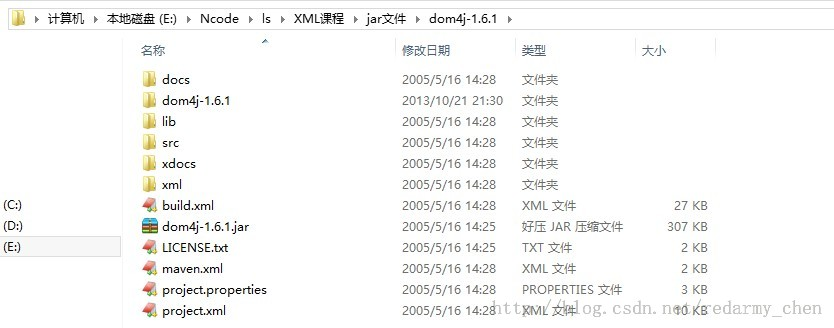 计算机 本地磁盘 (E:) Ncode ls XML课程 jar文件 dom4j-1.6.1
名称 修改日期 类型 大小
docs 2005/5/16 14:28 文件夹
dom4j-1.6.1 2013/10/21 21:30 文件夹
lib 2005/5/16 14:28 文件夹
src 2005/5/16 14:28 文件夹
xdocs 2005/5/16 14:28 文件夹
xml 2005/5/16 14:28 文件夹
(C:) build.xml 2005/5/16 14:28 XML 文件 27 KB
(D:) dom4j-1.6.1.jar 2005/5/16 14:25 好压 JAR 压缩文件 307 KB
(E:) LICENSE.txt 2005/5/16 14:25 TXT 文件 2 KB
maven.xml 2005/5/16 14:28 XML 文件 2 KB
project.properties 2005/5/16 14:28 PROPERTIES 文件 3 KB
project.xml 2005/5/16 14:28 XML 文件 10 KB
http://blog.csdn.net/redarmy_chen